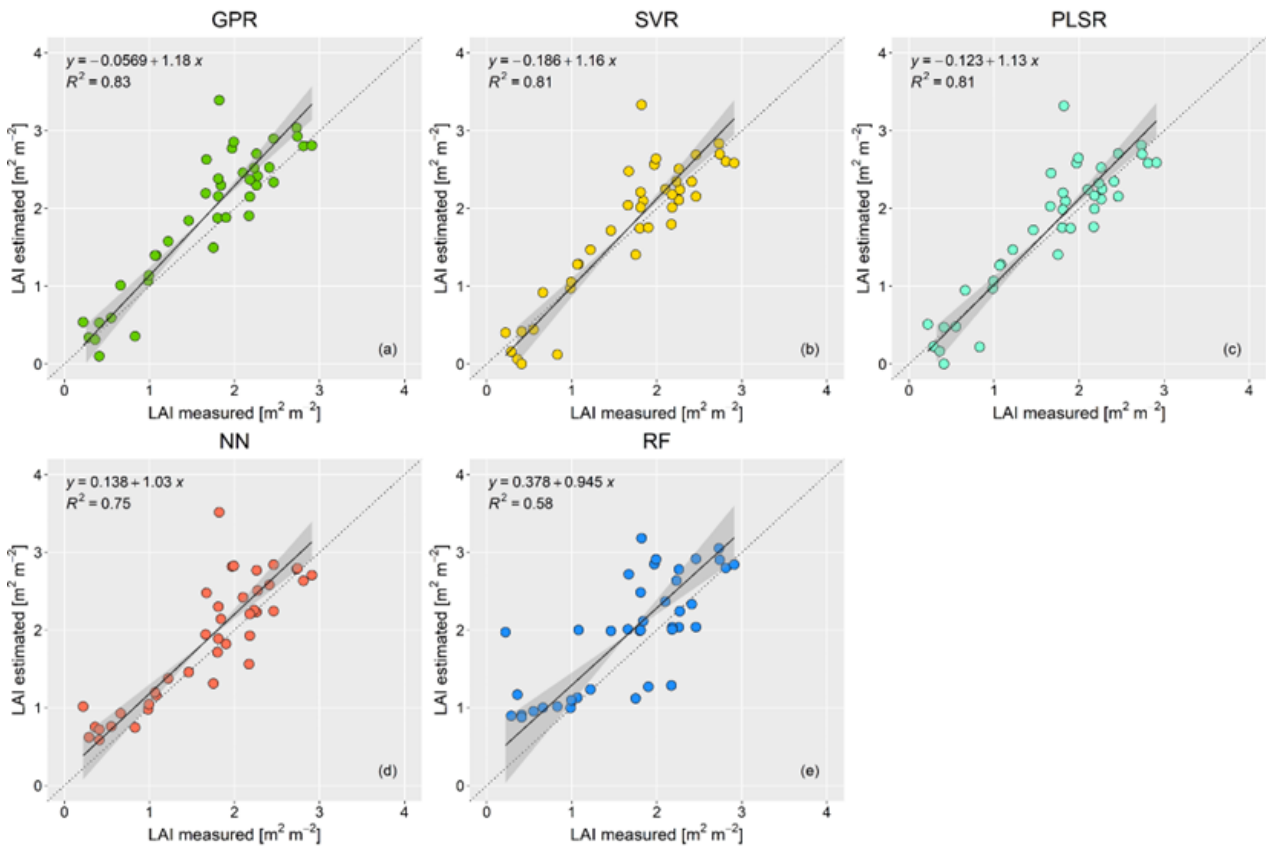 GPR
y = −0.0569 + 1.18 x
R² = 0.83
4
3
2
1
0
LAI estimated [m² m⁻²]
(a)
0 1 2 3 4
LAI measured [m² m⁻²]
SVR
y = −0.186 + 1.16 x
R² = 0.81
4
3
2
1
0
LAI estimated [m² m⁻²]
(b)
0 1 2 3 4
LAI measured [m² m⁻²]
PLSR
y = −0.123 + 1.13 x
R² = 0.81
4
3
2
1
0
LAI estimated [m² m⁻²]
(c)
0 1 2 3 4
LAI measured [m² m⁻²]
NN
y = 0.138 + 1.03 x
R² = 0.75
4
3
2
1
0
LAI estimated [m² m⁻²]
(d)
0 1 2 3 4
LAI measured [m² m⁻²]
RF
y = 0.378 + 0.945 x
R² = 0.58
4
3
2
1
0
LAI estimated [m² m⁻²]
(e)
0 1 2 3 4
LAI measured [m² m⁻²]